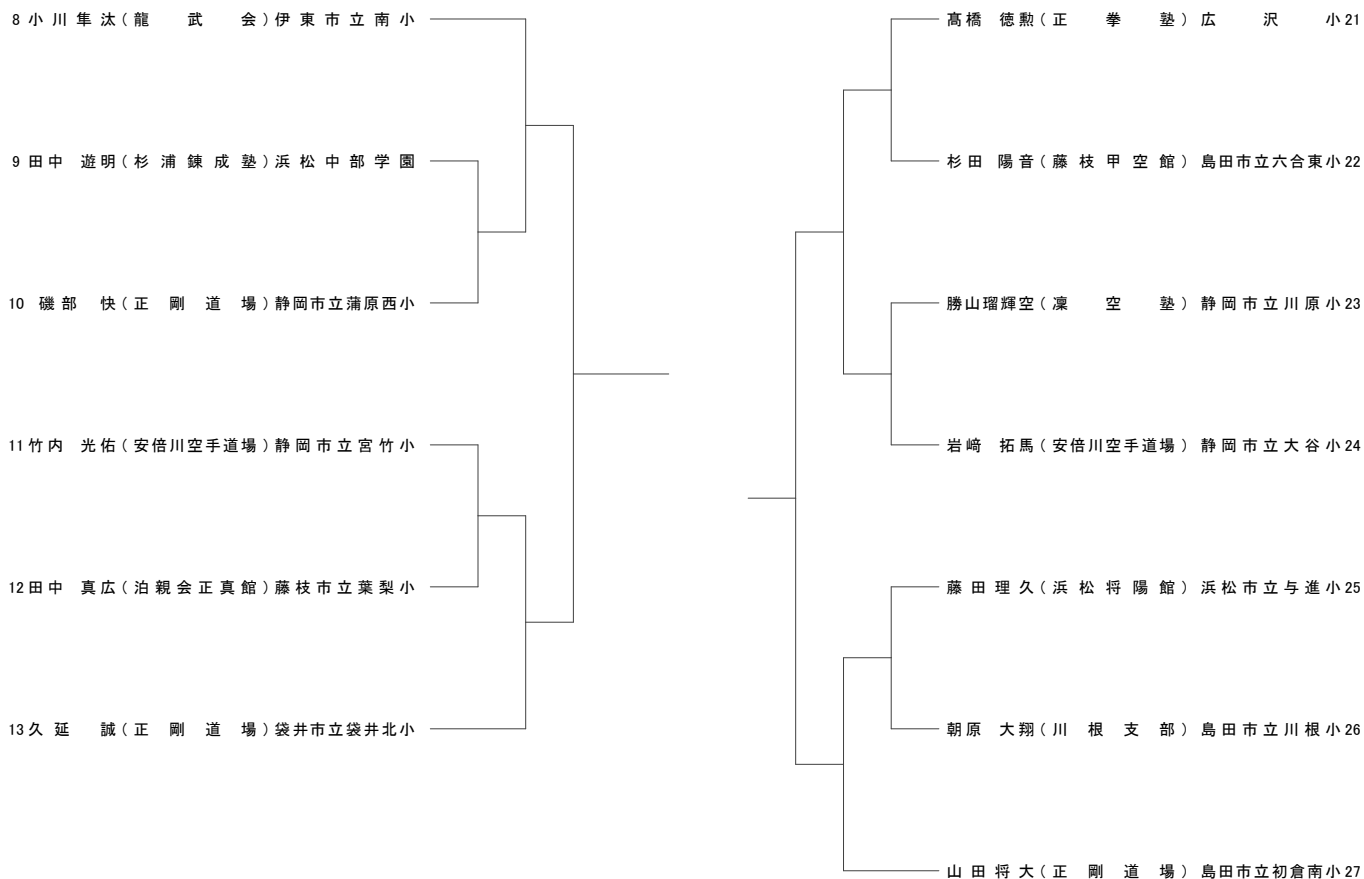 8 小川隼汰(龍武会)伊東市立南小
9 田中 遊明(杉浦錬成塾)浜松中部学園
10 磯部 快(正剛道場)静岡市立蒲原西小
11 竹内 光佑(安倍川空手道場)静岡市立宮竹小
12 田中 真広(泊親会正真館)藤枝市立葉梨小
13 久延 誠(正剛道場)袋井市立袋井北小
髙橋 徳勲(正拳塾)広沢小 21
杉田 陽音(藤枝甲空館)島田市立六合東小 22
勝山瑠輝空(凜空塾)静岡市立川原小 23
岩﨑 拓馬(安倍川空手道場)静岡市立大谷小 24
藤田理久(浜松将陽館)浜松市立与進小 25
朝原 大翔(川根支部)島田市立川根小 26
山田将大(正剛道場)島田市立初倉南小 27